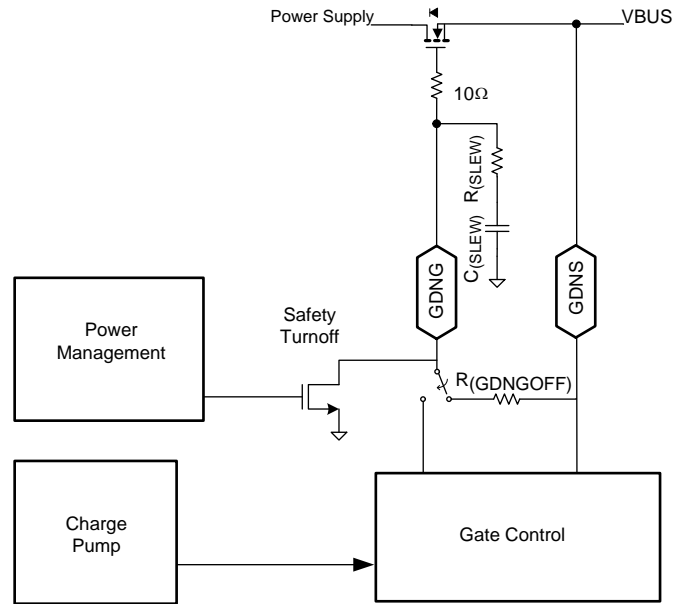 Power Supply
VBUS
10Ω
R(SLEW)
C(SLEW)
GDNG
GDNS
Power
Management
Safety
Turnoff
R(GDNGOFF)
Charge
Pump
Gate Control